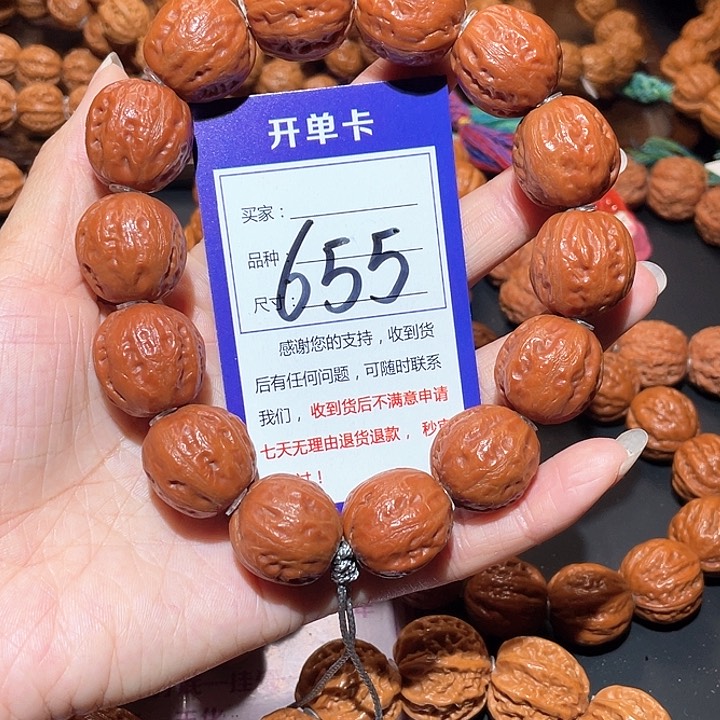 开单卡
买家：
品种：
655
尺寸：
感谢您的支持，收到货
后有任何问题，可随时联系
我们，收到货后不满意申请
七天无理由退货退款，秒
过！